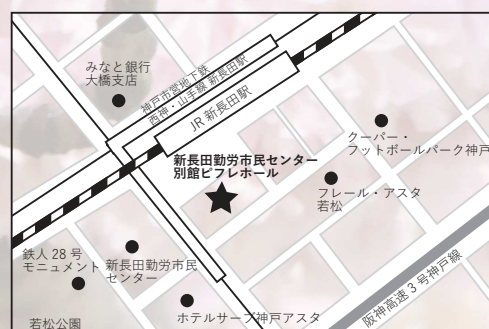 みなと銀行
大橋支店
神戸市営地下鉄
西神・山手線 新長田駅
JR 新長田駅
クーパー・
フットボールパーク神戸
新長田勤労市民センター
別館ピフレホール
フレール・アスタ
若松
鉄人 28 号
モニュメント
新長田勤労市民
センター
ホテルサーブ神戸アスタ
若松公園
阪神高速 3 号神戸線